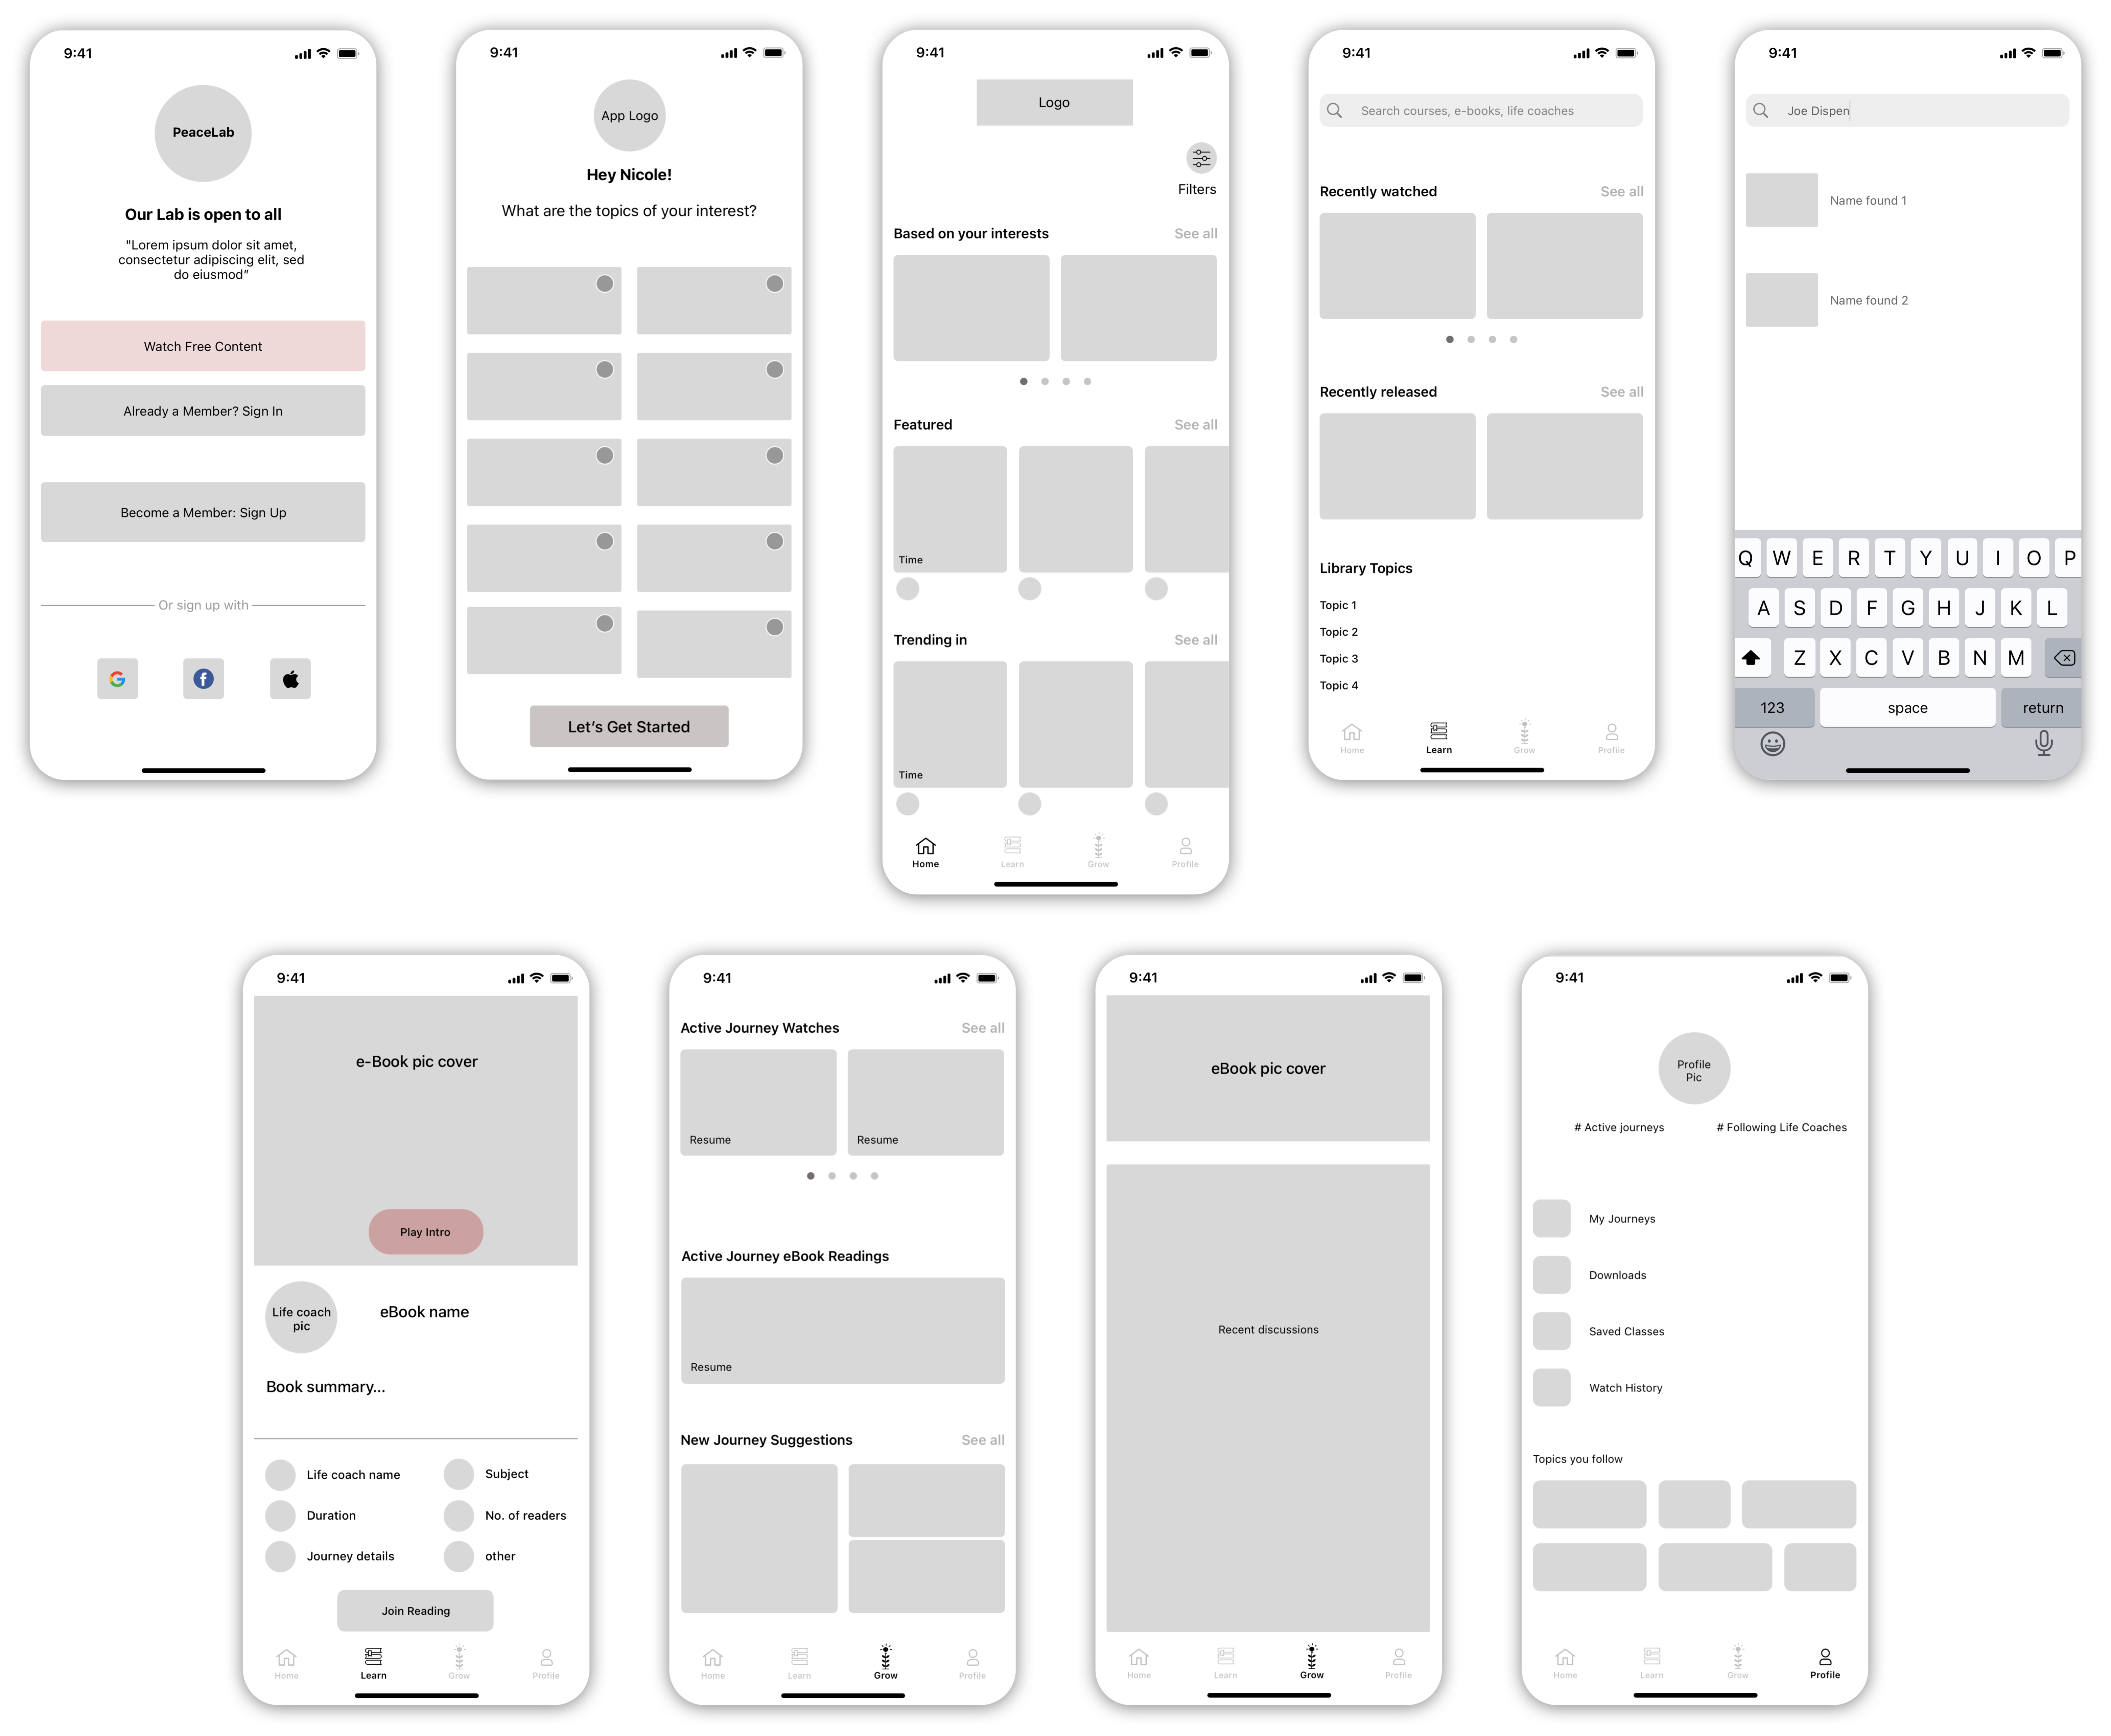 9:41
PeaceLab
Our Lab is open to all
"Lorem ipsum dolor sit amet,
consectetur adipiscing elit, sed
do eiusmod”
Watch Free Content
Already a Member? Sign In
Become a Member: Sign Up
Or sign up with
G
f
9:41
App Logo
Hey Nicole!
What are the topics of your interest?
Let’s Get Started
9:41
Logo
Filters
Based on your interests
See all
Featured
See all
Time
Trending in
See all
Time
Home
Learn
Grow
Profile
9:41
Search courses, e-books, life coaches
Recently watched
See all
Recently released
See all
Library Topics
Topic 1
Topic 2
Topic 3
Topic 4
Home
Learn
Grow
Profile
9:41
Joe Dispen
Name found 1
Name found 2
Q W E R T Y U I O P
A S D F G H J K L
Z X C V B N M
123 space return
9:41
e-Book pic cover
Play Intro
Life coach
pic
eBook name
Book summary...
Life coach name
Subject
Duration
No. of readers
Journey details
other
Join Reading
Home
Learn
Grow
Profile
9:41
Active Journey Watches
See all
Resume
Resume
Active Journey eBook Readings
Resume
New Journey Suggestions
See all
Home
Learn
Grow
Profile
9:41
eBook pic cover
Recent discussions
Home
Learn
Grow
Profile
9:41
Profile
Pic
# Active journeys
# Following Life Coaches
My Journeys
Downloads
Saved Classes
Watch History
Topics you follow
Home
Learn
Grow
Profile